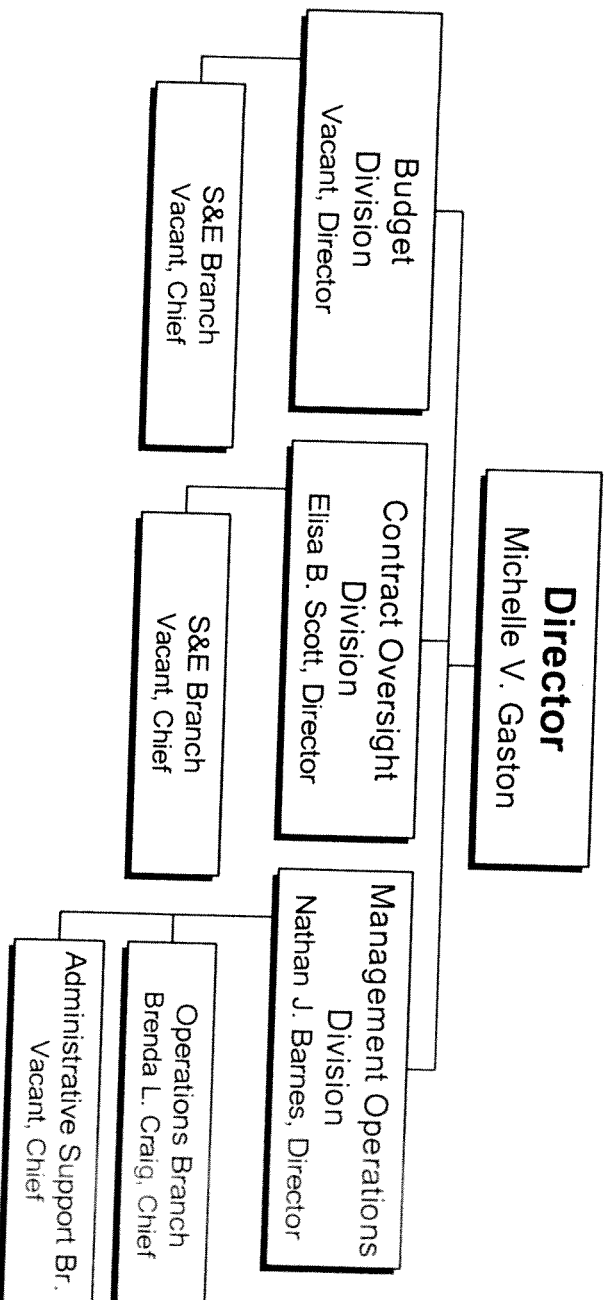 Director
Michelle V. Gaston
Budget
Division
Vacant, Director
S&E Branch
Vacant, Chief
Contract Oversight
Division
Elisa B. Scott, Director
S&E Branch
Vacant, Chief
Management Operations
Division
Nathan J. Barnes, Director
Operations Branch
Brenda L. Craig, Chief
Administrative Support Br.
Vacant, Chief